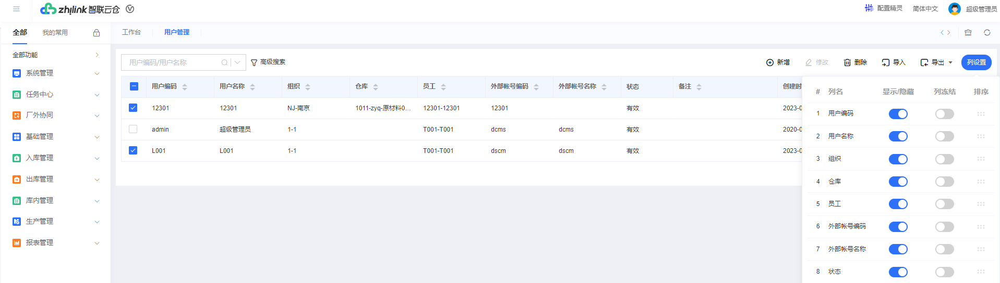 zhilink 智联云仓 V
配置精灵 简体中文 超级管理员
全部 我的常用
工作台 用户管理
全部功能
系统管理
任务中心
厂外协同
基础管理
入库管理
出库管理
库内管理
生产管理
报表管理
用户编码/用户名称 高级搜索
新增 修改 删除 导入 导出 列设置
用户编码 用户名称 组织 仓库 员工 外部帐号编码 外部帐号名称 状态 备注 创建时
12301 12301 NJ-南京 1011-zyq-原材料0... 12301-12301 12301 有效 2023-0
admin 超级管理员 1-1 T001-T001 dcms dcms 有效 2020-0
L001 L001 1-1 T001-T001 dscm dscm 有效 2023-0
# 列名 显示/隐藏 列冻结 排序
1 用户编码
2 用户名称
3 组织
4 仓库
5 员工
6 外部帐号编码
7 外部帐号名称
8 状态